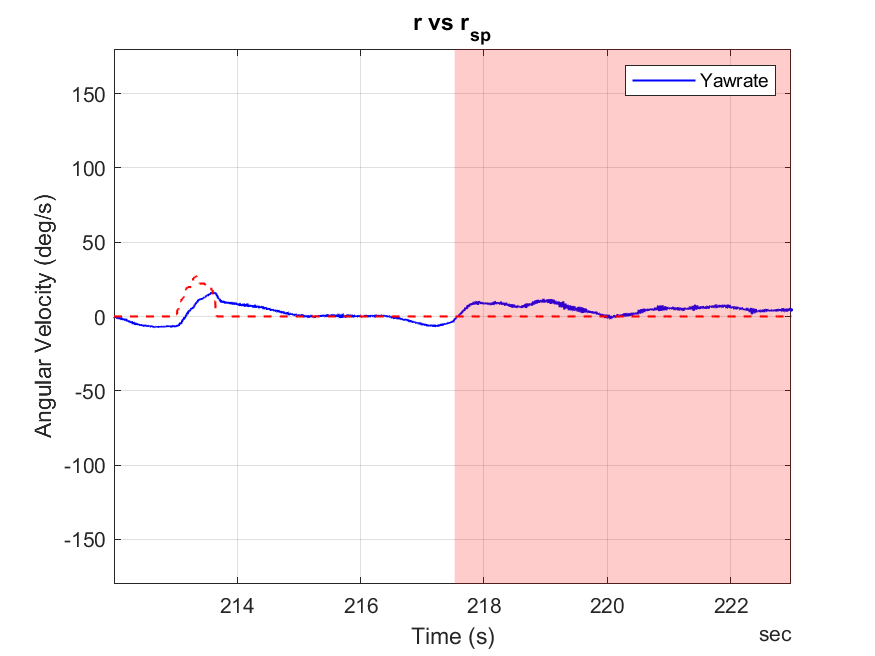 r vs r_sp
Yawrate
150
100
50
0
-50
-100
-150
Angular Velocity (deg/s)
214 216 218 220 222
Time (s)
sec